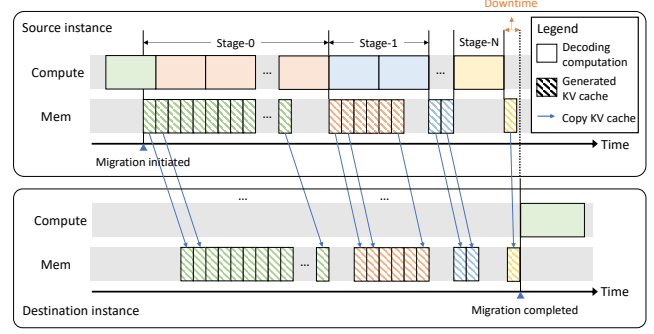 Downtime
Source instance
Stage-0
Stage-1
Stage-N
Legend
Decoding
computation
Generated
KV cache
Copy KV cache
Compute
...
...
Mem
...
Migration initiated
Time
...
...
Compute
Mem
...
Time
Migration completed
Destination instance